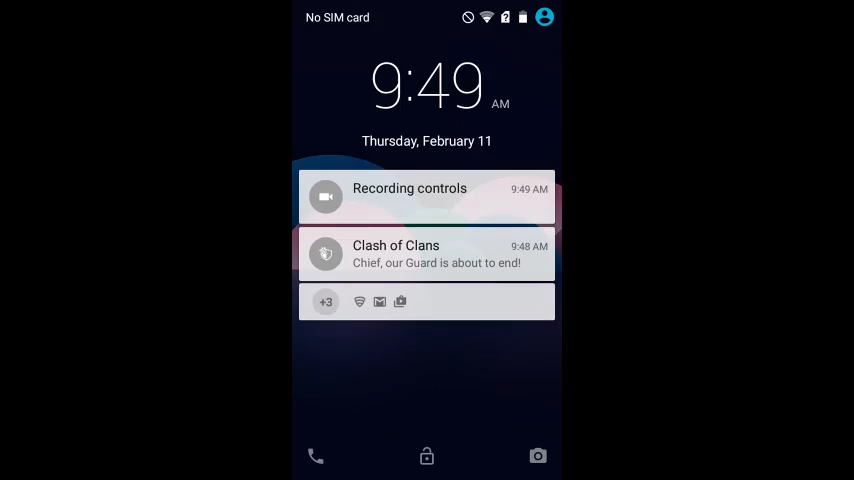 No SIM card
9:49 AM
Thursday, February 11
Recording controls 9:49 AM
Clash of Clans 9:48 AM
Chief, our Guard is about to end!
+3